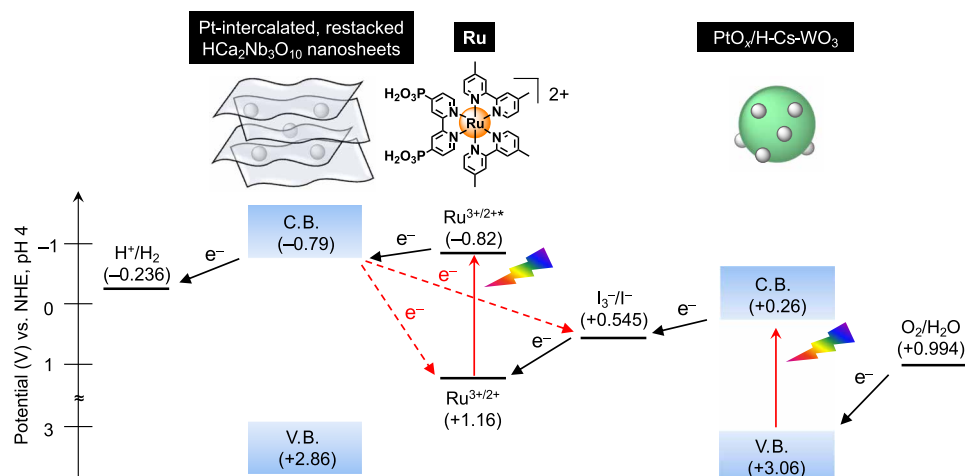 Pt-intercalated, restacked
HCa₂Nb₃O₁₀ nanosheets
Ru
PtOₓ/H-Cs-WO₃
H₂O₃P
H₂O₃P
N
N
N
N
N
N
Ru
2+
Potential (V) vs. NHE, pH 4
–1
0
1
≈
3
H⁺/H₂
(–0.236)
e⁻
C.B.
(–0.79)
e⁻
Ru³⁺/²⁺*
(–0.82)
e⁻
e⁻
I₃⁻/I⁻
(+0.545)
e⁻
e⁻
C.B.
(+0.26)
O₂/H₂O
(+0.994)
e⁻
Ru³⁺/²⁺
(+1.16)
V.B.
(+2.86)
V.B.
(+3.06)